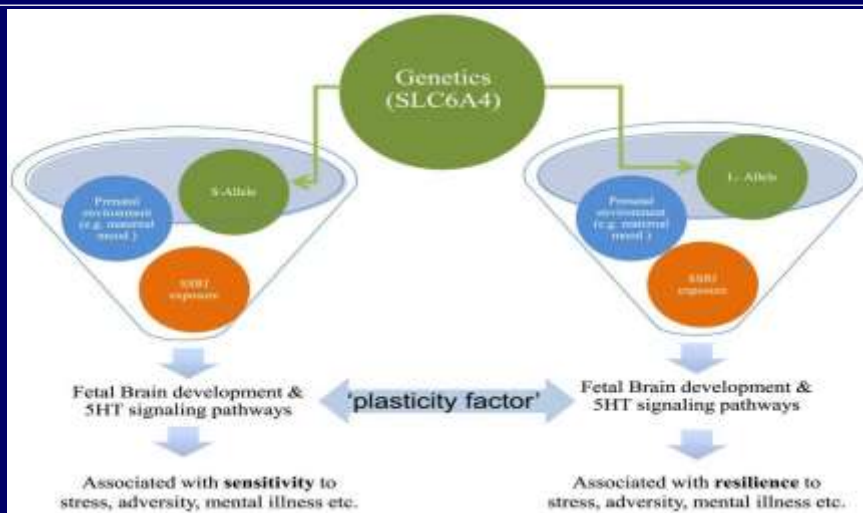 Genetics
(SLC6A4)
S-Allele
Prenatal
environment
(e.g. maternal
mood )
SSRI
exposure
L- Allele
Prenatal
environment
(e.g. maternal
mood )
SSRI
exposure
Fetal Brain development &
5HT signaling pathways
'plasticity factor'
Fetal Brain development &
5HT signaling pathways
Associated with sensitivity to
stress, adversity, mental illness etc.
Associated with resilience to
stress, adversity, mental illness etc.